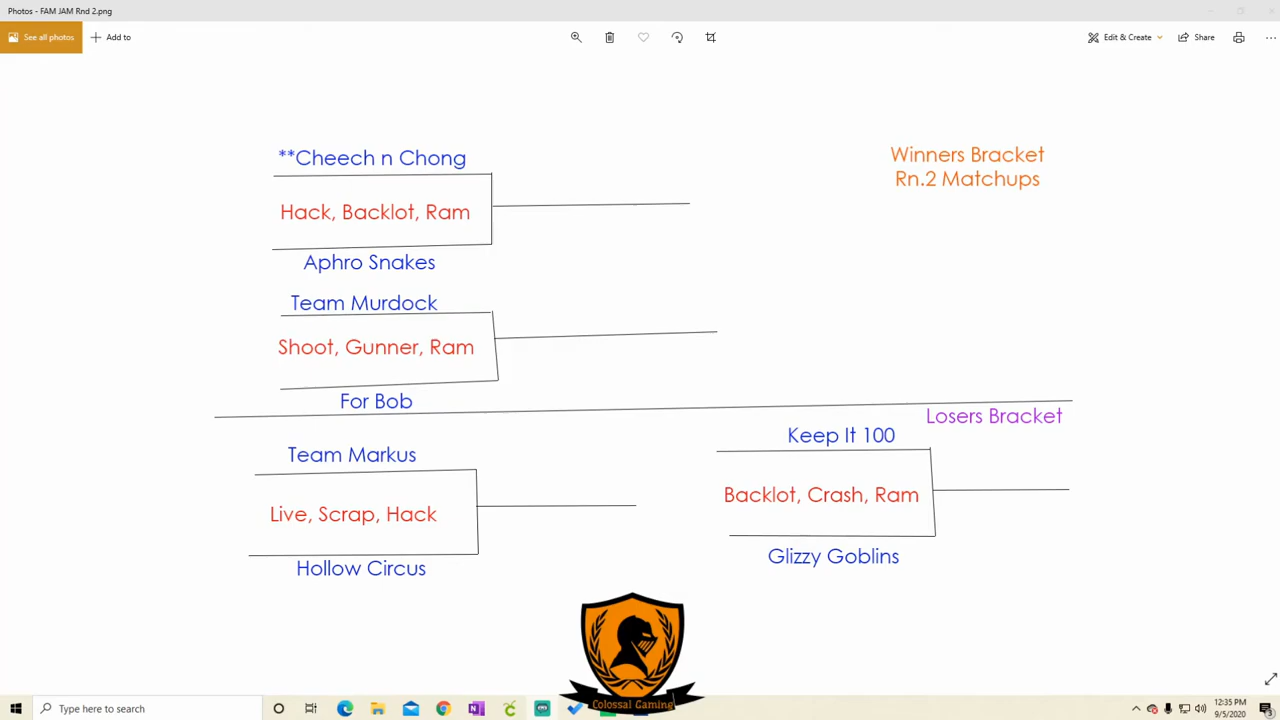 Photos - FAM JAM Rnd 2.png
See all photos
Add to
Edit & Create
Share
**Cheech n Chong
Hack, Backlot, Ram
Aphro Snakes
Winners Bracket
Rn.2 Matchups
Team Murdock
Shoot, Gunner, Ram
For Bob
Losers Bracket
Team Markus
Live, Scrap, Hack
Hollow Circus
Keep It 100
Backlot, Crash, Ram
Glizzy Goblins
Colossal Gaming
Type here to search
12:35 PM
9/5/2020